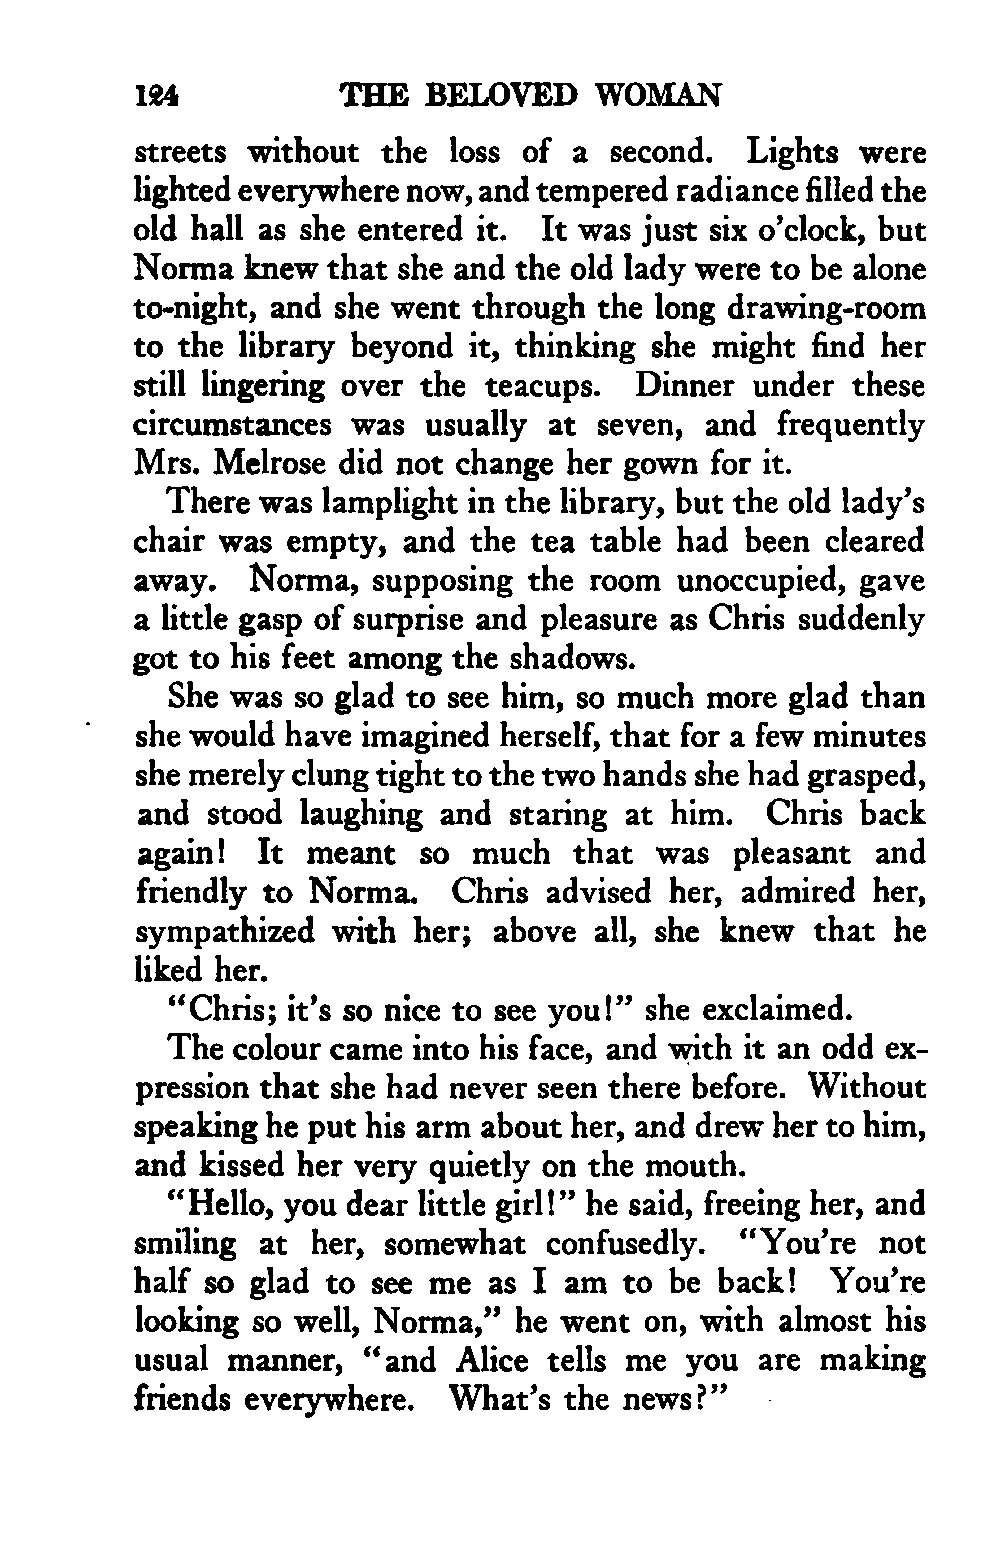 124 THE BELOVED WOMAN
streets without the loss of a second. Lights were
lighted everywhere now, and tempered radiance filled the
old hall as she entered it. It was just six o'clock, but
Norma knew that she and the old lady were to be alone
to-night, and she went through the long drawing-room
to the library beyond it, thinking she might find her
still lingering over the teacups. Dinner under these
circumstances was usually at seven, and frequently
Mrs. Melrose did not change her gown for it.
There was lamplight in the library, but the old lady's
chair was empty, and the tea table had been cleared
away. Norma, supposing the room unoccupied, gave
a little gasp of surprise and pleasure as Chris suddenly
got to his feet among the shadows.
She was so glad to see him, so much more glad than
she would have imagined herself, that for a few minutes
she merely clung tight to the two hands she had grasped,
and stood laughing and staring at him. Chris back
again! It meant so much that was pleasant and
friendly to Norma. Chris advised her, admired her,
sympathized with her; above all, she knew that he
liked her.
"Chris; it's so nice to see you!" she exclaimed.
The colour came into his face, and with it an odd ex-
pression that she had never seen there before. Without
speaking he put his arm about her, and drew her to him,
and kissed her very quietly on the mouth.
"Hello, you dear little girl!" he said, freeing her, and
smiling at her, somewhat confusedly. "You're not
half so glad to see me as I am to be back! You're
looking so well, Norma," he went on, with almost his
usual manner, "and Alice tells me you are making
friends everywhere. What's the news?"